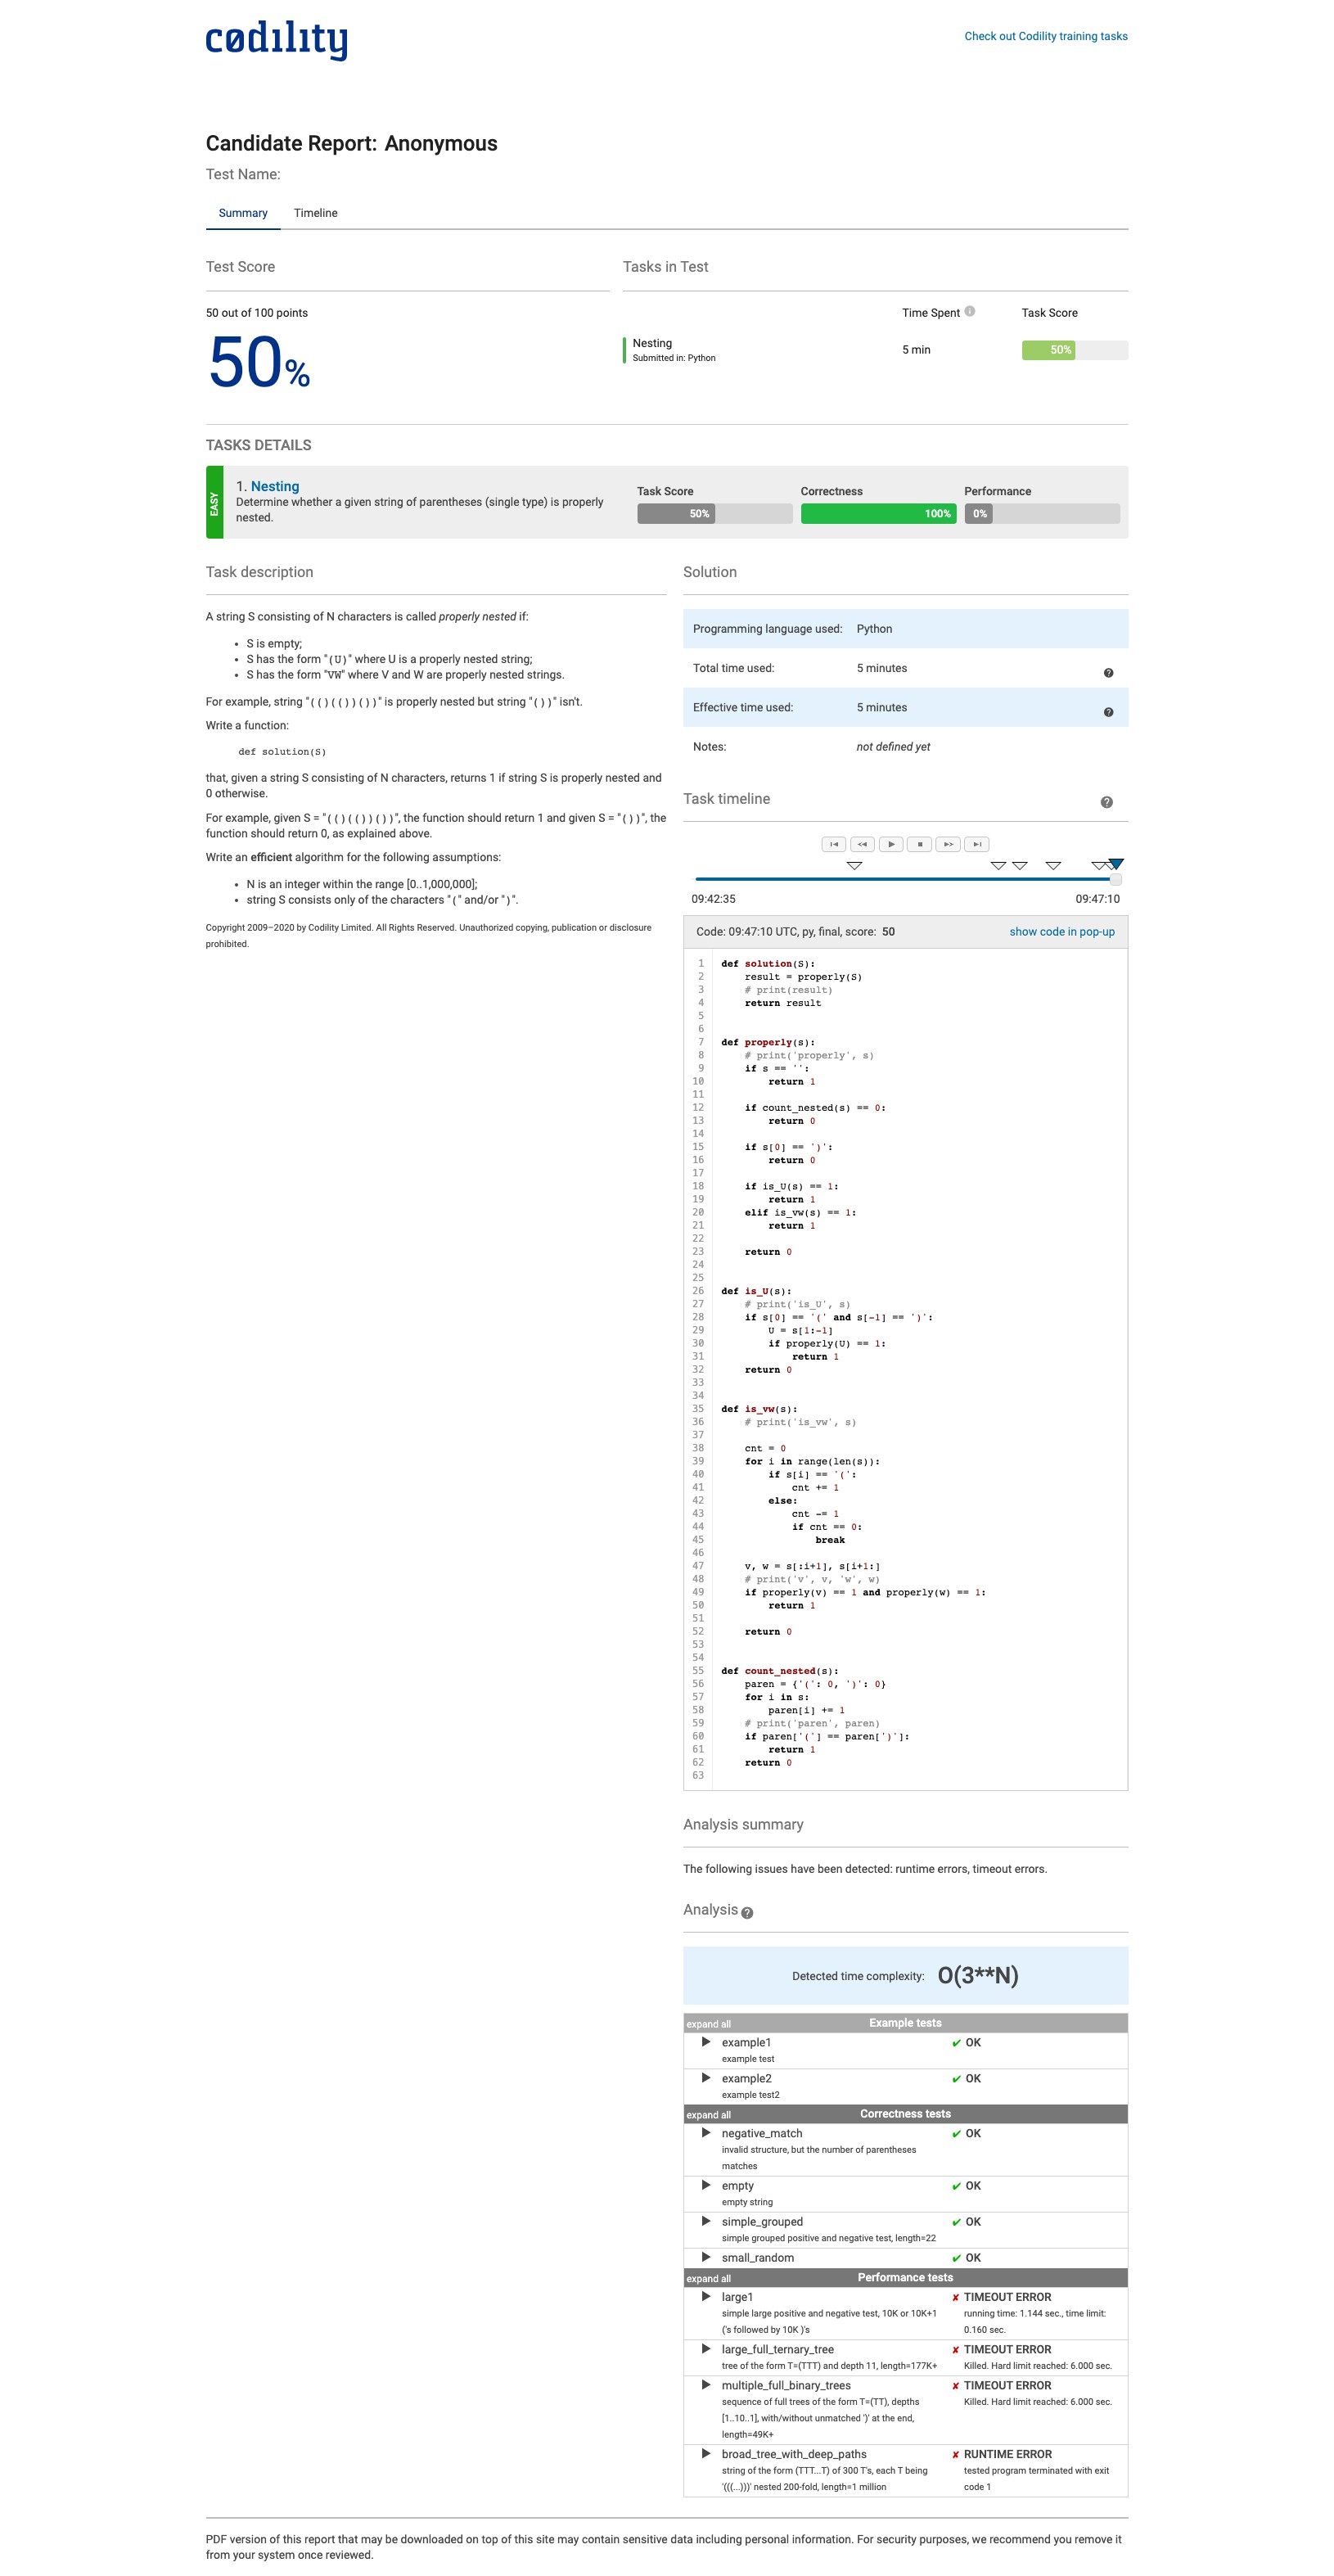 codility
Check out Codility training tasks
Candidate Report: Anonymous
Test Name:
Summary Timeline
Test Score
Tasks in Test
50 out of 100 points
50%
Time Spent
Task Score
Nesting
Submitted in: Python
5 min
50%
TASKS DETAILS
EASY
1. Nesting
Determine whether a given string of parentheses (single type) is properly
nested.
Task Score
50%
Correctness
100%
Performance
0%
Task description
A string S consisting of N characters is called properly nested if:
• S is empty;
• S has the form "(U)" where U is a properly nested string;
• S has the form "VW" where V and W are properly nested strings.
For example, string "(()(())())" is properly nested but string "())" isn't.
Write a function:
def solution(S)
that, given a string S consisting of N characters, returns 1 if string S is properly nested and
0 otherwise.
For example, given S = "(()(())())", the function should return 1 and given S = "())", the
function should return 0, as explained above.
Write an efficient algorithm for the following assumptions:
• N is an integer within the range [0..1,000,000];
• string S consists only of the characters "(" and/or ")".
Copyright 2009–2020 by Codility Limited. All Rights Reserved. Unauthorized copying, publication or disclosure
prohibited.
Solution
Programming language used: Python
Total time used: 5 minutes
Effective time used: 5 minutes
Notes: not defined yet
Task timeline
09:42:35
09:47:10
Code: 09:47:10 UTC, py, final, score: 50
show code in pop-up
1 def solution(S):
2     result = properly(S)
3     # print(result)
4     return result
5
6
7 def properly(s):
8     # print('properly', s)
9     if s == '':
10         return 1
11
12     if count_nested(s) == 0:
13         return 0
14
15     if s[0] == ')':
16         return 0
17
18     if is_U(s) == 1:
19         return 1
20     elif is_vw(s) == 1:
21         return 1
22
23     return 0
24
25
26 def is_U(s):
27     # print('is_U', s)
28     if s[0] == '(' and s[-1] == ')':
29         U = s[1:-1]
30         if properly(U) == 1:
31             return 1
32     return 0
33
34
35 def is_vw(s):
36     # print('is_vw', s)
37
38     cnt = 0
39     for i in range(len(s)):
40         if s[i] == '(':
41             cnt += 1
42         else:
43             cnt -= 1
44             if cnt == 0:
45                 break
46
47     v, w = s[:i+1], s[i+1:]
48     # print('v', v, 'w', w)
49     if properly(v) == 1 and properly(w) == 1:
50         return 1
51
52     return 0
53
54
55 def count_nested(s):
56     paren = {'(': 0, ')': 0}
57     for i in s:
58         paren[i] += 1
59     # print('paren', paren)
60     if paren['('] == paren[')']:
61         return 1
62     return 0
63
Analysis summary
The following issues have been detected: runtime errors, timeout errors.
Analysis
Detected time complexity: O(3**N)
expand all Example tests
example1 ✔ OK
example test
example2 ✔ OK
example test2
expand all Correctness tests
negative_match ✔ OK
invalid structure, but the number of parentheses
matches
empty ✔ OK
empty string
simple_grouped ✔ OK
simple grouped positive and negative test, length=22
small_random ✔ OK
expand all Performance tests
large1 ✘ TIMEOUT ERROR
simple large positive and negative test, 10K or 10K+1 running time: 1.144 sec., time limit:
('s followed by 10K )'s 0.160 sec.
large_full_ternary_tree ✘ TIMEOUT ERROR
tree of the form T=(TTT) and depth 11, length=177K+ Killed. Hard limit reached: 6.000 sec.
multiple_full_binary_trees ✘ TIMEOUT ERROR
sequence of full trees of the form T=(TT), depths Killed. Hard limit reached: 6.000 sec.
[1..10..1], with/without unmatched ')' at the end,
length=49K+
broad_tree_with_deep_paths ✘ RUNTIME ERROR
string of the form (TTT...T) of 300 T's, each T being tested program terminated with exit
'(((...)))' nested 200-fold, length=1 million code 1
PDF version of this report that may be downloaded on top of this site may contain sensitive data including personal information. For security purposes, we recommend you remove it
from your system once reviewed.